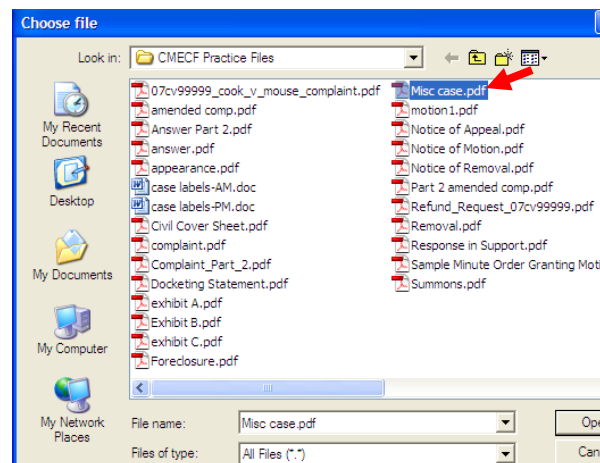 Choose file
Look in:
CMECF Practice Files
My Recent
Documents
Desktop
My Documents
My Computer
My Network
Places
07cv99999_cook_v_mouse_complaint.pdf
amended comp.pdf
Answer Part 2.pdf
answer.pdf
appearance.pdf
case labels-AM.doc
case labels-PM.doc
Civil Cover Sheet.pdf
complaint.pdf
Complaint_Part_2.pdf
Docketing Statement.pdf
exhibit A.pdf
Exhibit B.pdf
exhibit C.pdf
Foreclosure.pdf
Misc case.pdf
motion1.pdf
Notice of Appeal.pdf
Notice of Motion.pdf
Notice of Removal.pdf
Part 2 amended comp.pdf
Refund_Request_07cv99999.pdf
Removal.pdf
Response in Support.pdf
Sample Minute Order Granting Moti
Summons.pdf
File name:
Misc case.pdf
Ope
Files of type:
All Files (*.*)
Can